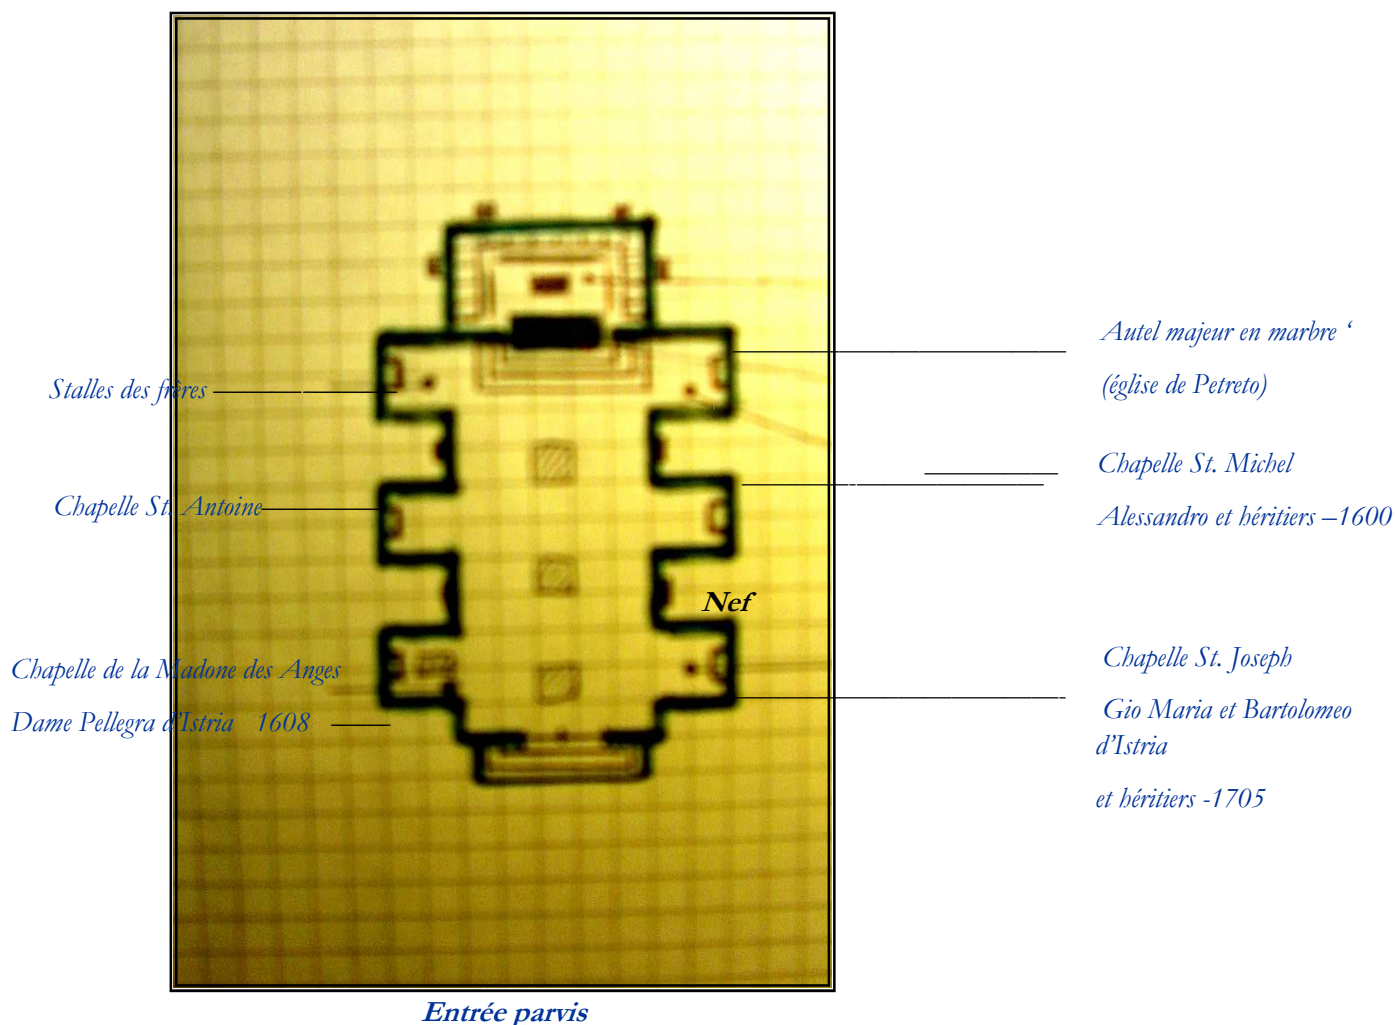 Autel majeur en marbre ‘
(église de Petreto)
Stalles des frères
Chapelle St. Michel
Alessandro et héritiers –1600
Chapelle St. Antoine
Nef
Chapelle de la Madone des Anges
Dame Pellegra d’Istria 1608
Chapelle St. Joseph
Gio Maria et Bartolomeo
d’Istria
et héritiers -1705
Entrée parvis